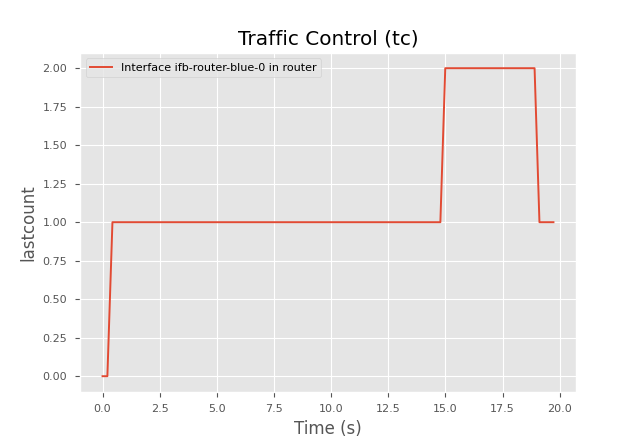 Traffic Control (tc)
Interface ifb-router-blue-0 in router
lastcount
2.00
1.75
1.50
1.25
1.00
0.75
0.50
0.25
0.00
0.0 2.5 5.0 7.5 10.0 12.5 15.0 17.5 20.0
Time (s)